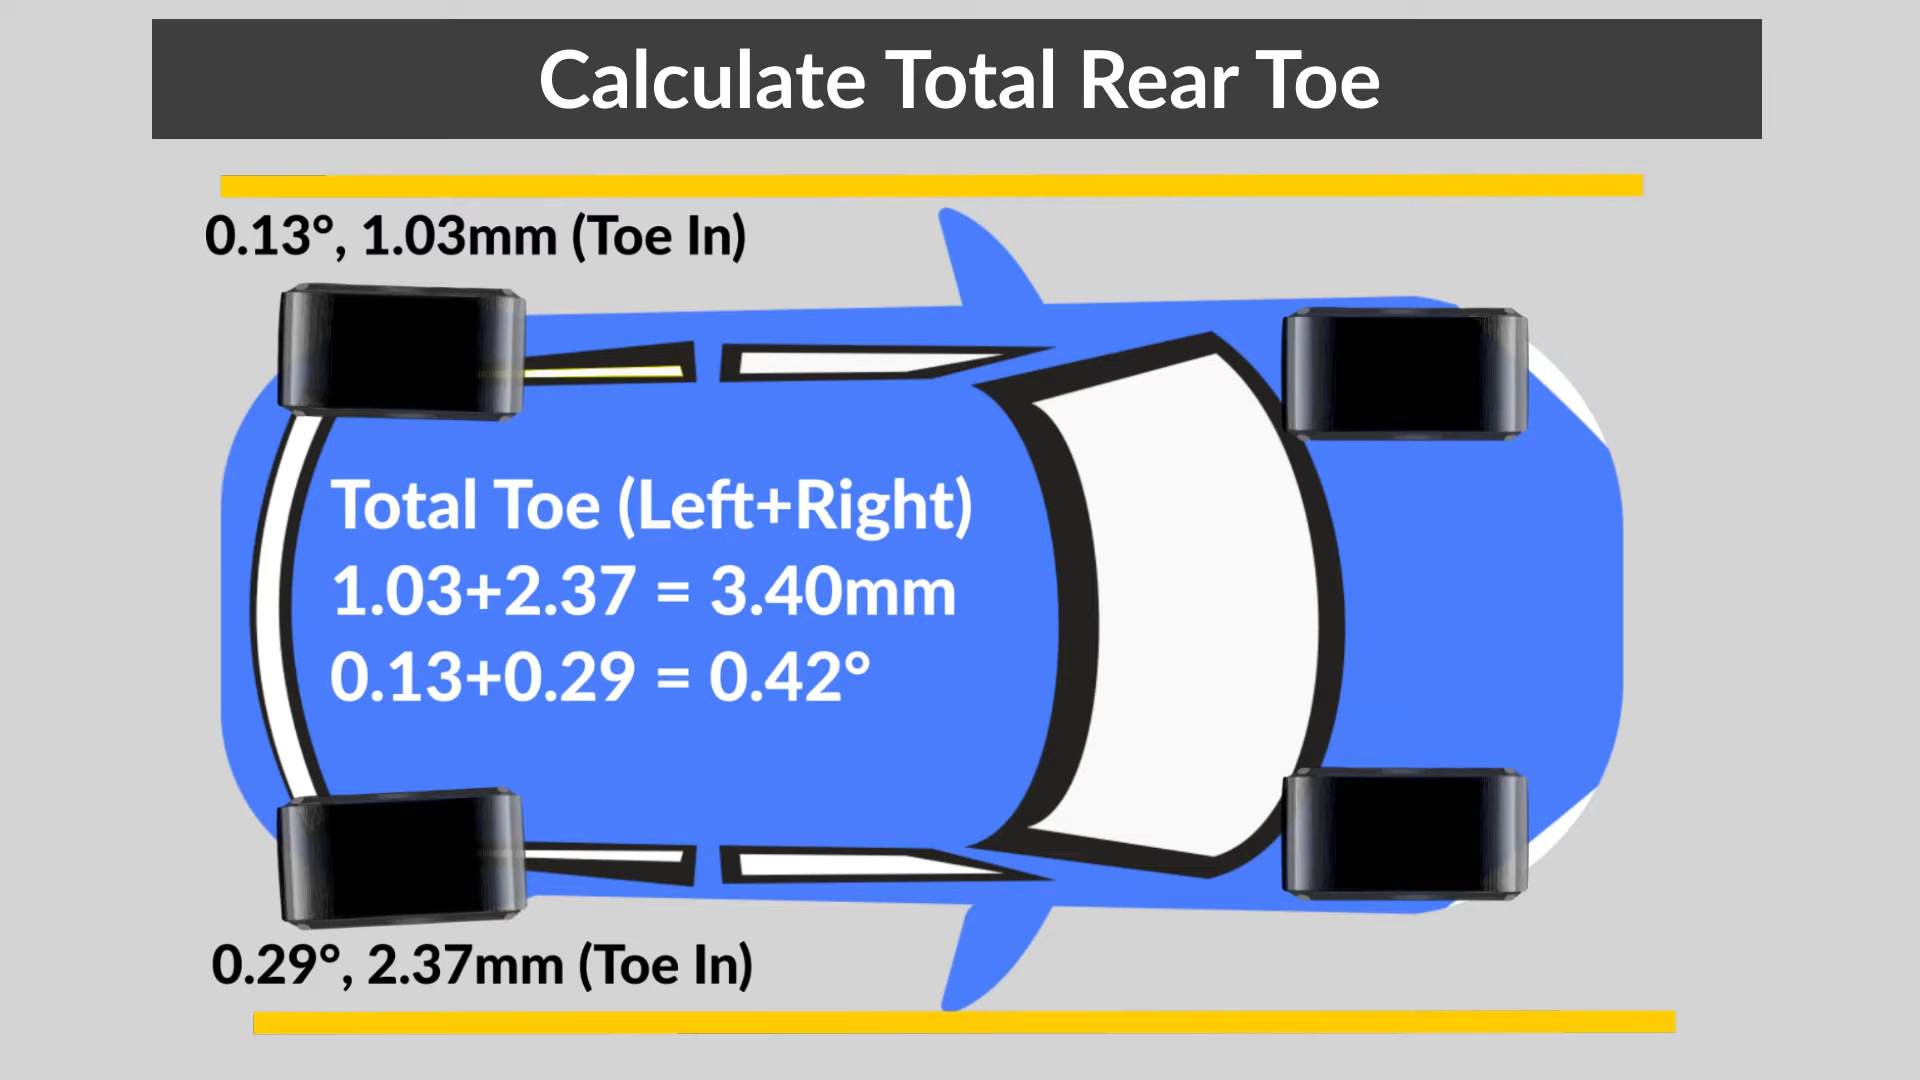 Calculate Total Rear Toe
0.13°, 1.03mm (Toe In)
Total Toe (Left+Right)
1.03+2.37 = 3.40mm
0.13+0.29 = 0.42°
0.29°, 2.37mm (Toe In)